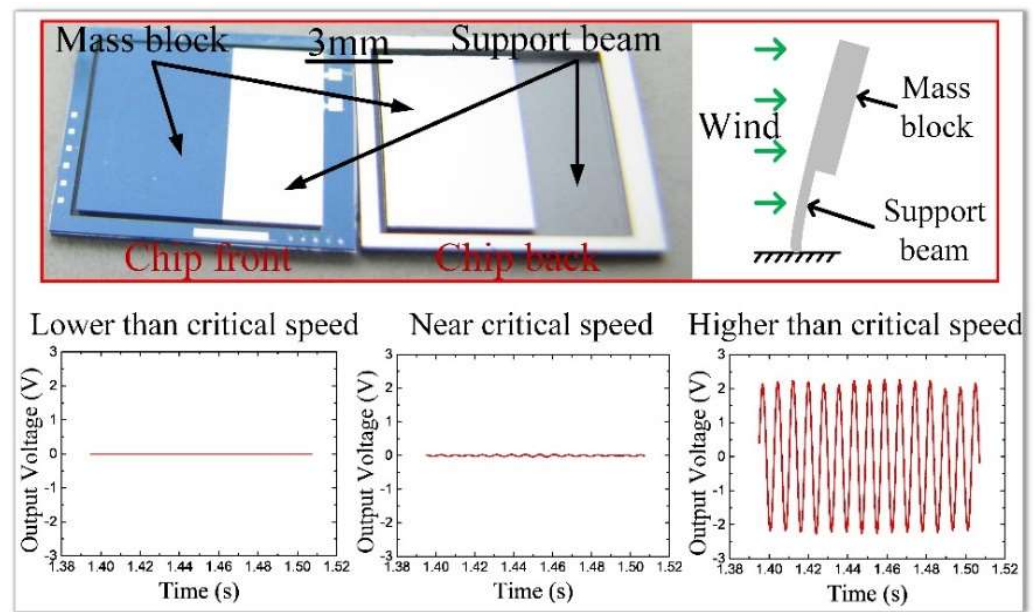 Mass block
3mm
Support beam
Chip front
Chip back
Wind
Mass
block
Support
beam
Lower than critical speed
Near critical speed
Higher than critical speed
Output Voltage (V)
3
2
1
0
-1
-2
-3
1.38 1.40 1.42 1.44 1.46 1.48 1.50 1.52
Time (s)
Output Voltage (V)
3
2
1
0
-1
-2
-3
1.38 1.40 1.42 1.44 1.46 1.48 1.50 1.52
Time (s)
Output Voltage (V)
3
2
1
0
-1
-2
-3
1.38 1.40 1.42 1.44 1.46 1.48 1.50 1.52
Time (s)